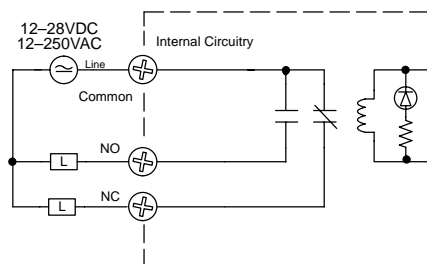 12–28VDC
12–250VAC
Internal Circuitry
Line
Common
NO
L
NC
L